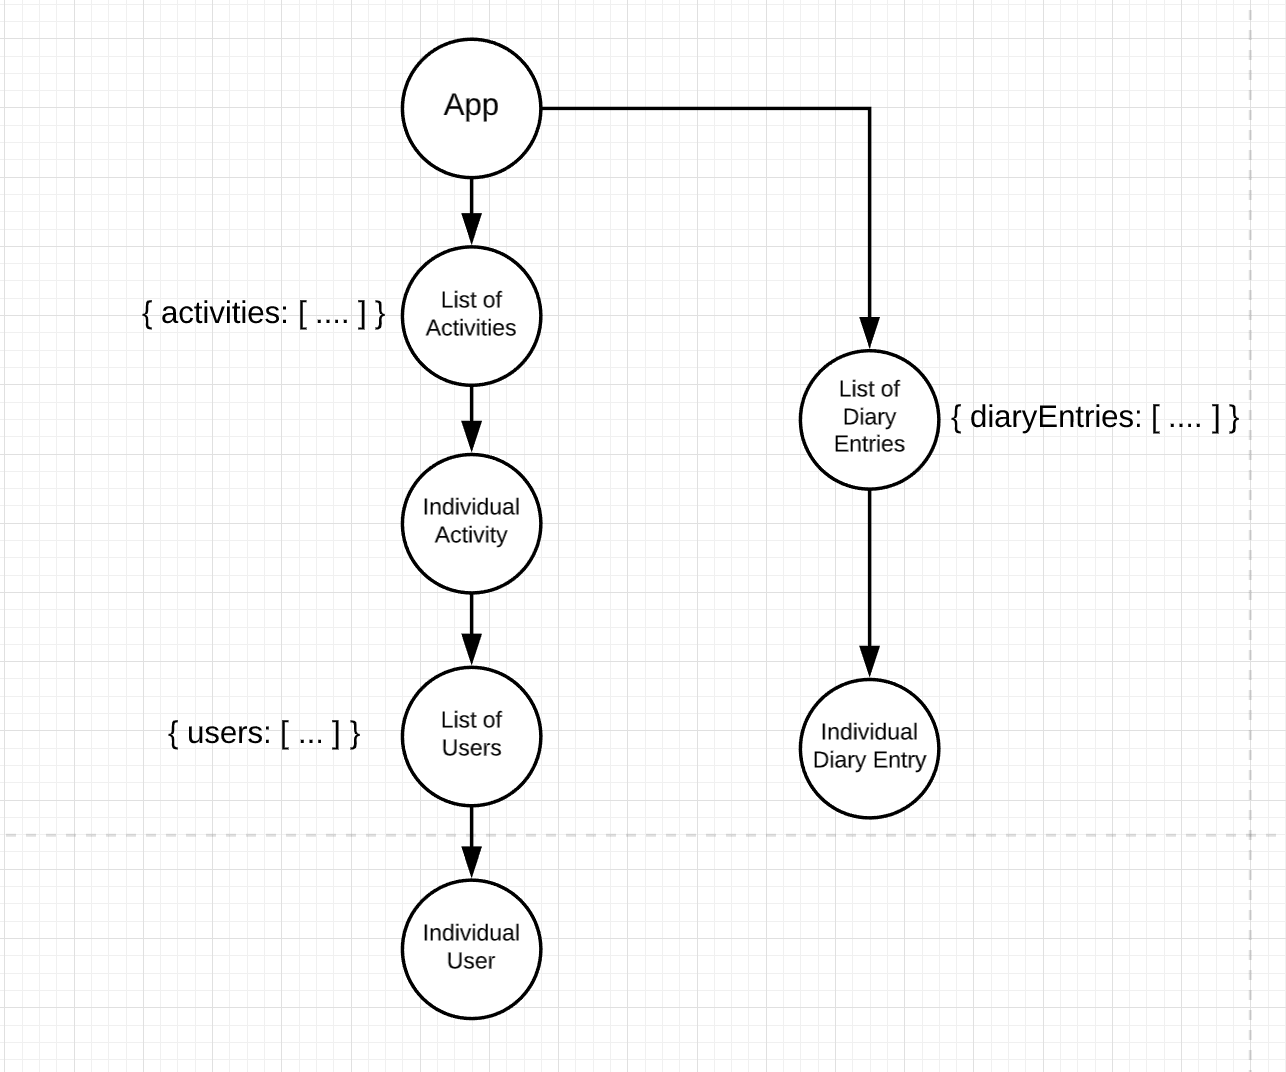 App
List of
Activities
{ activities: [ .... ] }
List of
Diary
Entries
{ diaryEntries: [ .... ] }
Individual
Activity
List of
Users
{ users: [ ... ] }
Individual
Diary Entry
Individual
User